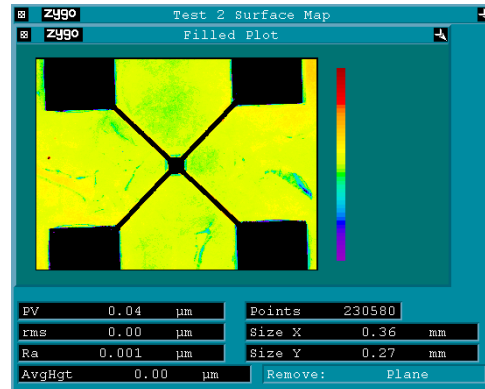 zygo Test 2 Surface Map
zygo Filled Plot
PV 0.04 µm Points 230580
rms 0.00 µm Size X 0.36 mm
Ra 0.001 µm Size Y 0.27 mm
AvgHgt 0.00 µm Remove: Plane